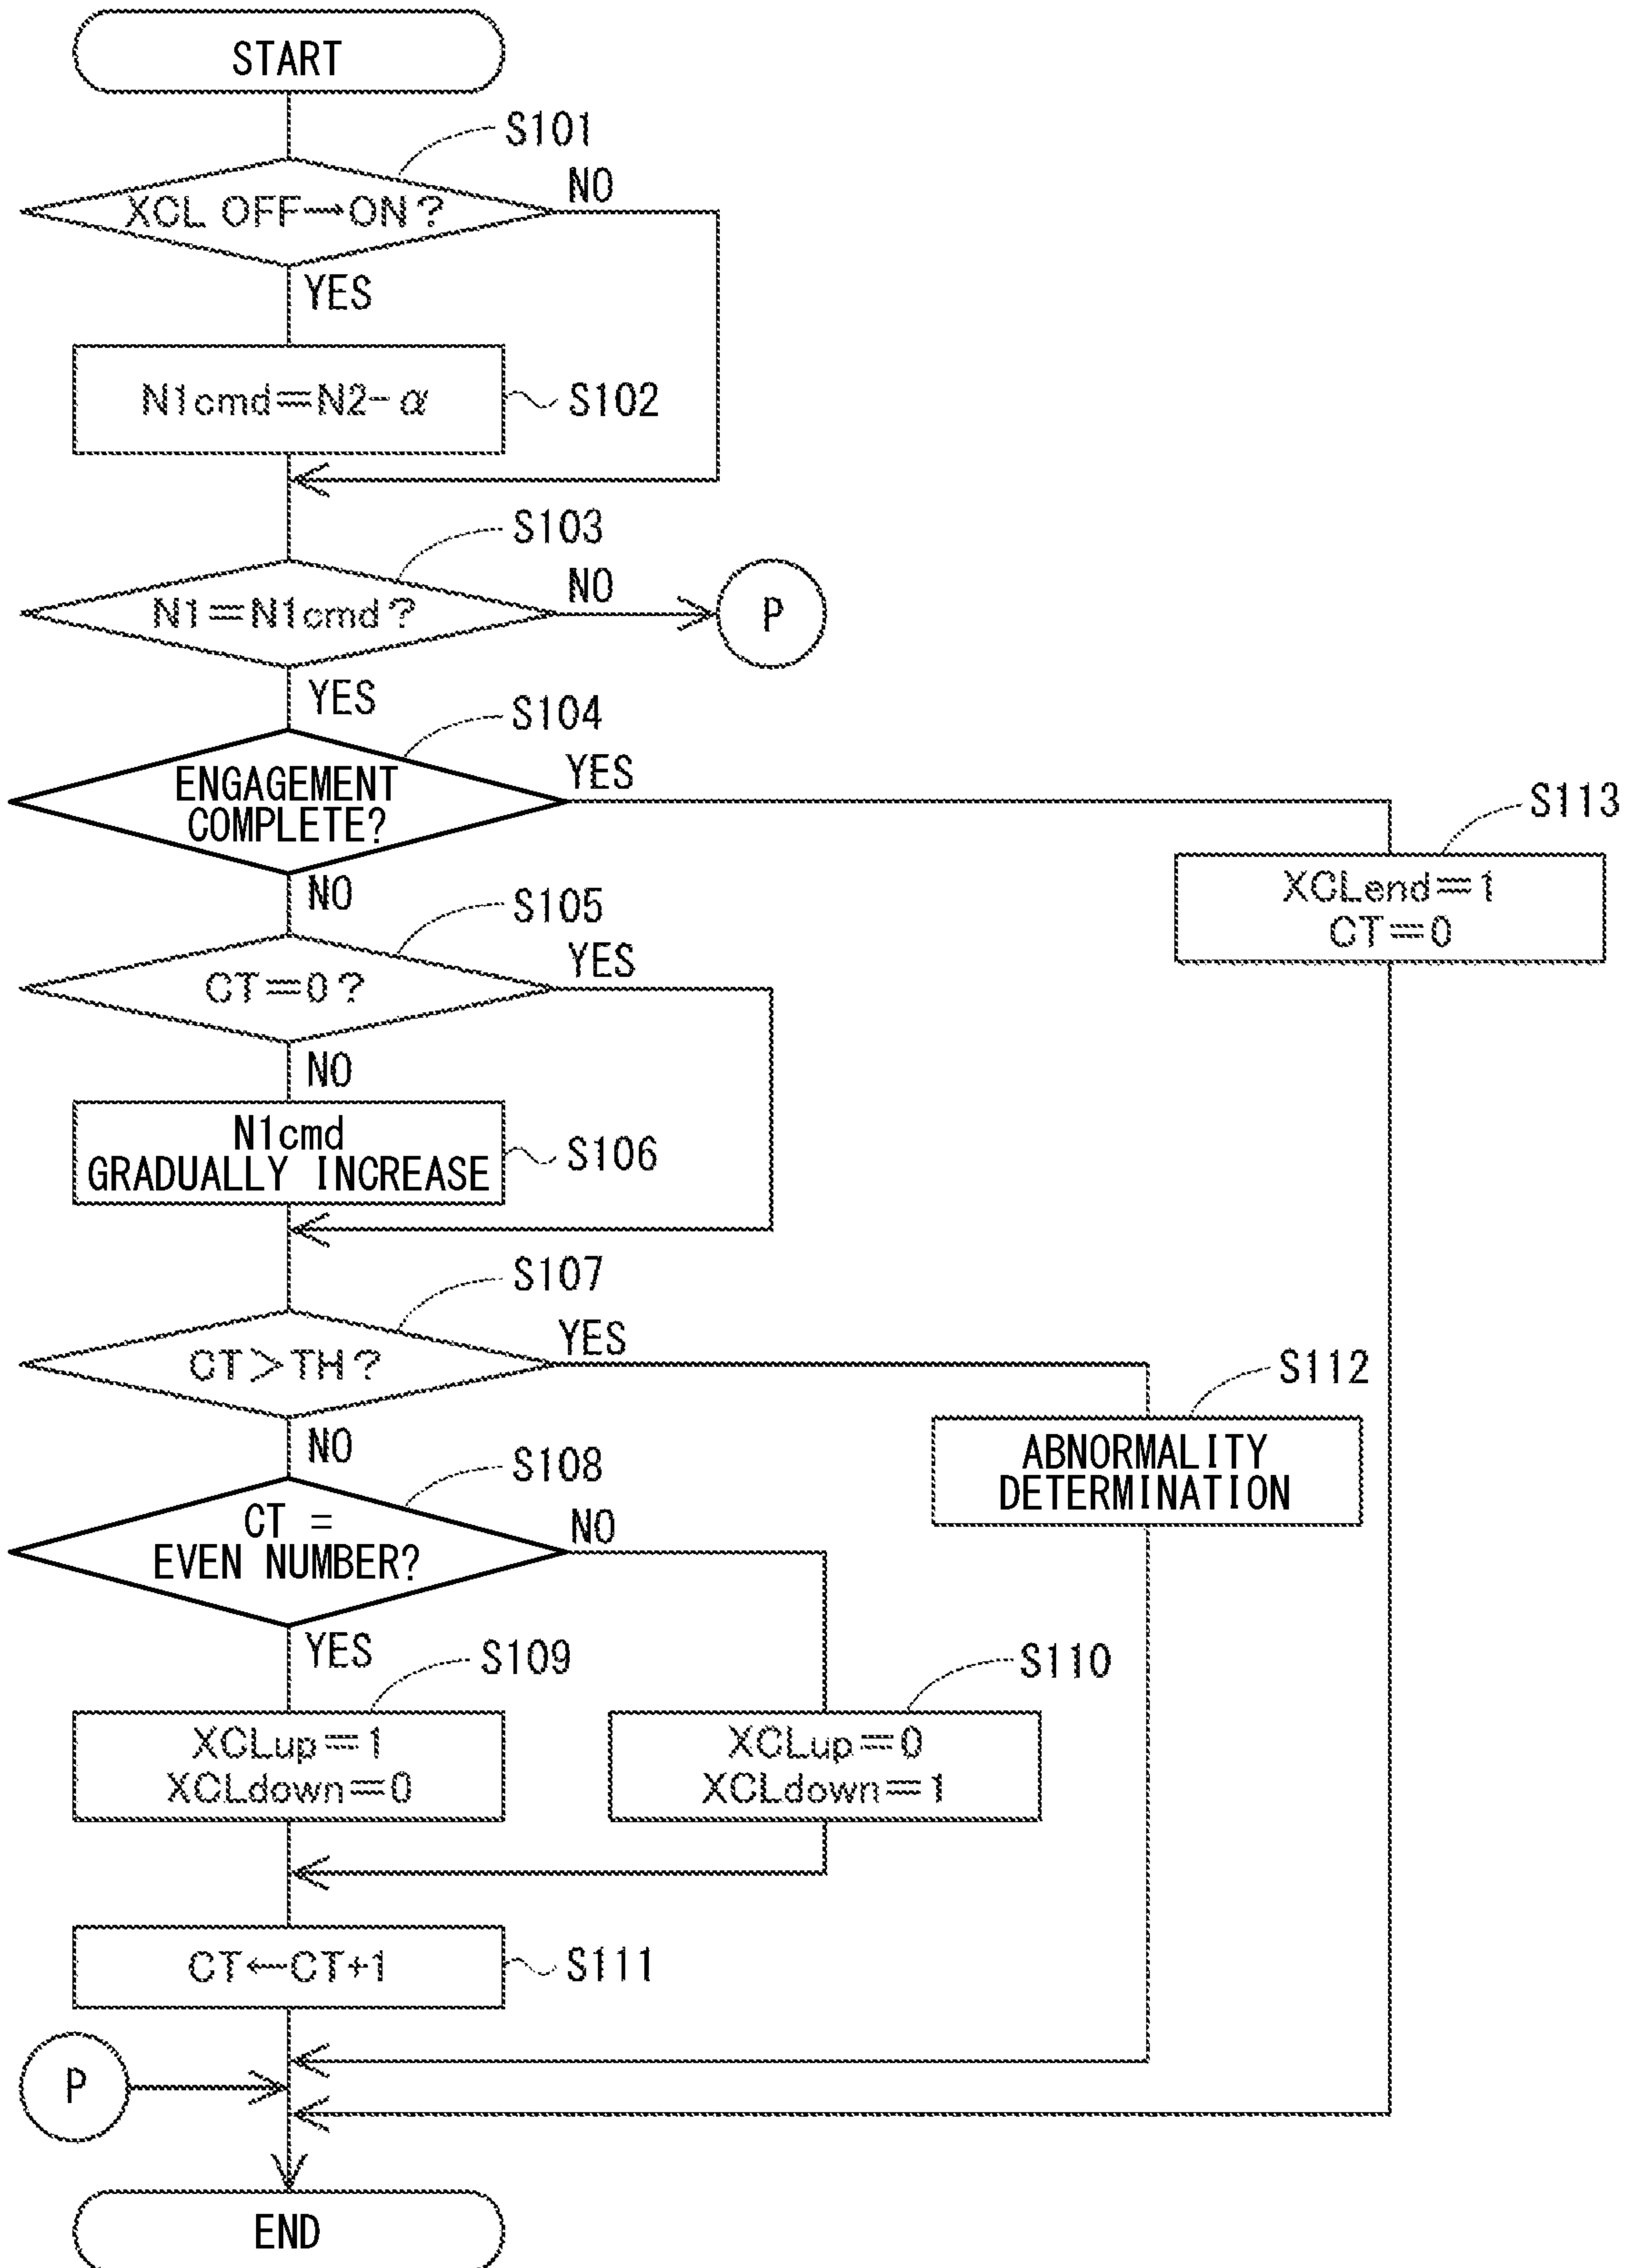 START
S101
XCL OFF→ON?
NO
YES
N1cmd=N2-α
S102
S103
N1=N1cmd?
NO
P
YES
S104
ENGAGEMENT
COMPLETE?
YES
S113
XCLend=1
CT=0
NO
S105
CT=0?
YES
NO
N1cmd
GRADUALLY INCREASE
S106
S107
CT>TH?
YES
S112
ABNORMALITY
DETERMINATION
NO
S108
CT =
EVEN NUMBER?
NO
YES
S109
XCLup=1
XCLdown=0
S110
XCLup=0
XCLdown=1
CT←CT+1
S111
P
END